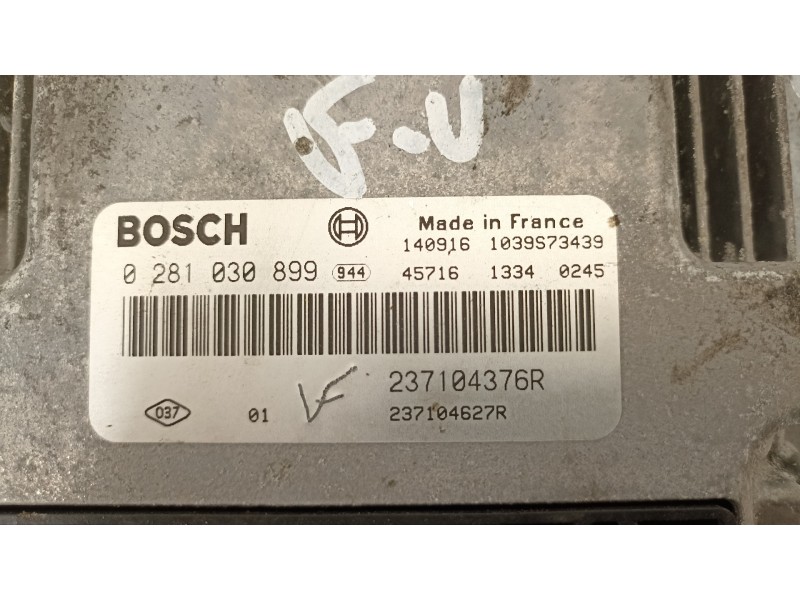 F.U
BOSCH Made in France
140916 1039S73439
0 281 030 899 944 45716 1334 0245
237104376R
037 01 VF 237104627R